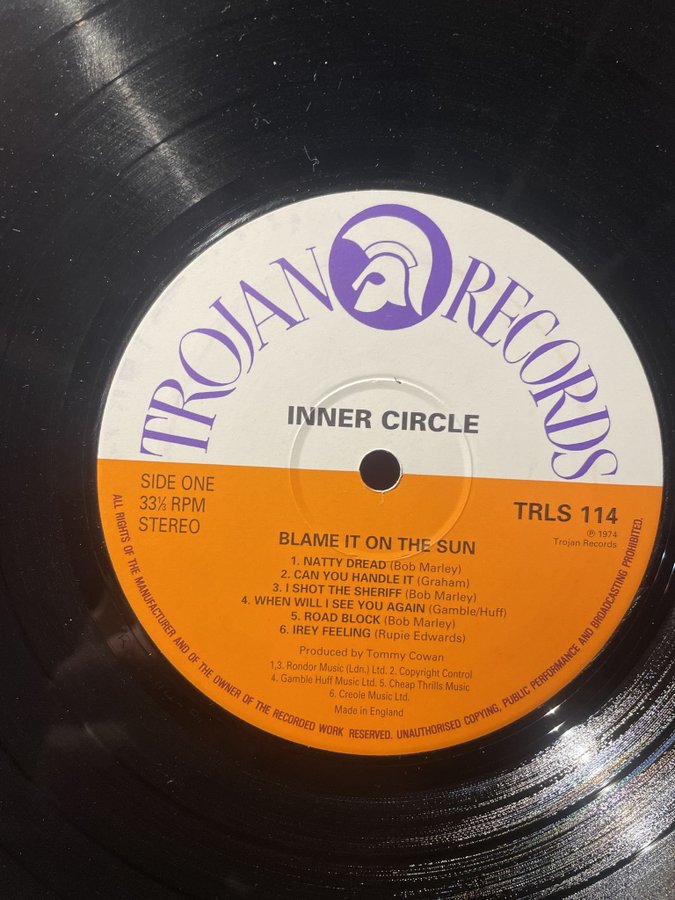 TROJAN RECORDS
INNER CIRCLE
SIDE ONE
33⅓ RPM
STEREO
TRLS 114
℗ 1974
Trojan Records
BLAME IT ON THE SUN
1. NATTY DREAD (Bob Marley)
2. CAN YOU HANDLE IT (Graham)
3. I SHOT THE SHERIFF (Bob Marley)
4. WHEN WILL I SEE YOU AGAIN (Gamble/Huff)
5. ROAD BLOCK (Bob Marley)
6. IREY FEELING (Rupie Edwards)
Produced by Tommy Cowan
1,3. Rondor Music (Ldn.) Ltd. 2. Copyright Control
4. Gamble Huff Music Ltd. 5. Cheap Thrills Music
6. Creole Music Ltd.
Made in England
ALL RIGHTS OF THE MANUFACTURER AND OF THE OWNER OF THE RECORDED WORK RESERVED. UNAUTHORISED COPYING, PUBLIC PERFORMANCE AND BROADCASTING PROHIBITED.